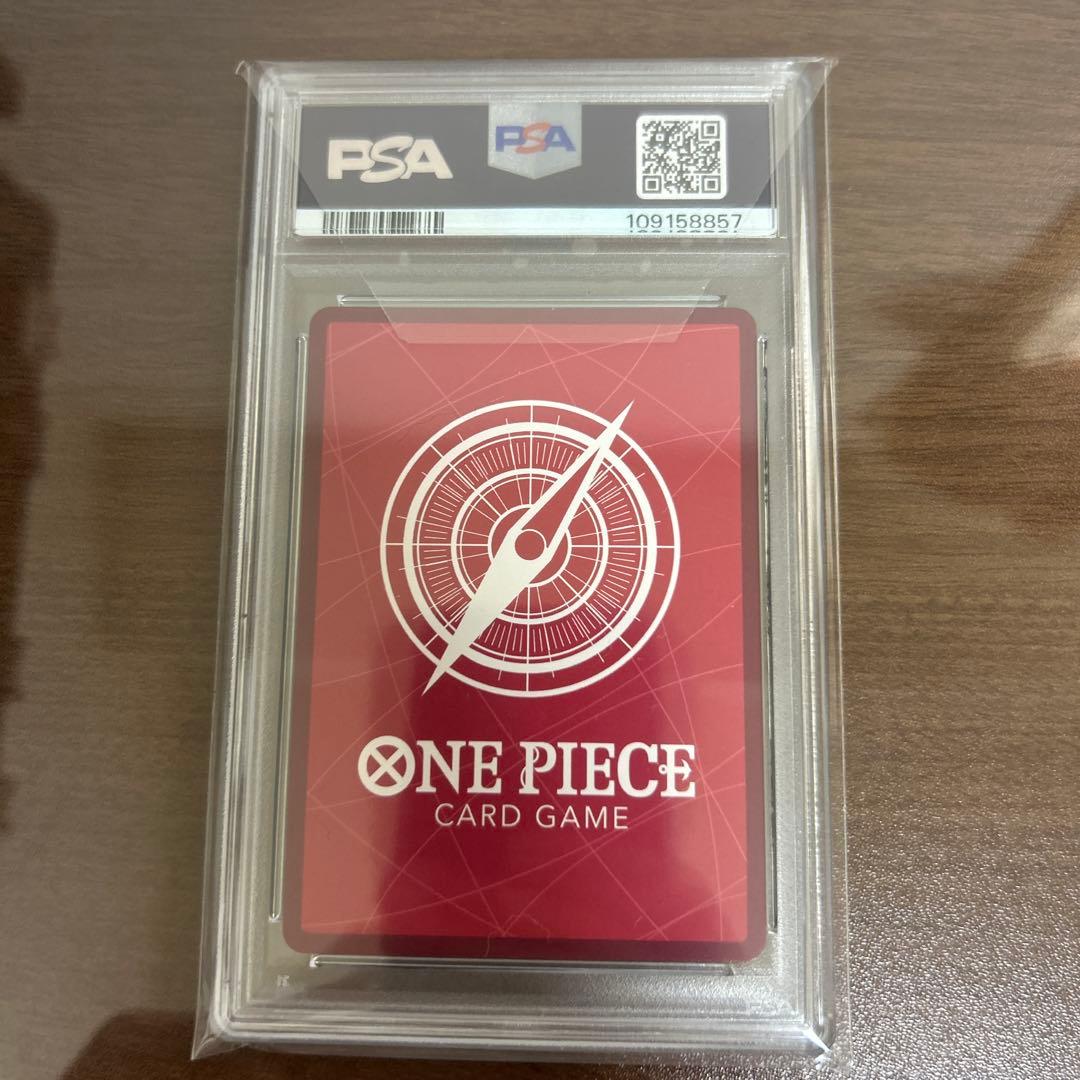 PSA
PSA
109158857
ONE PIECE
CARD GAME